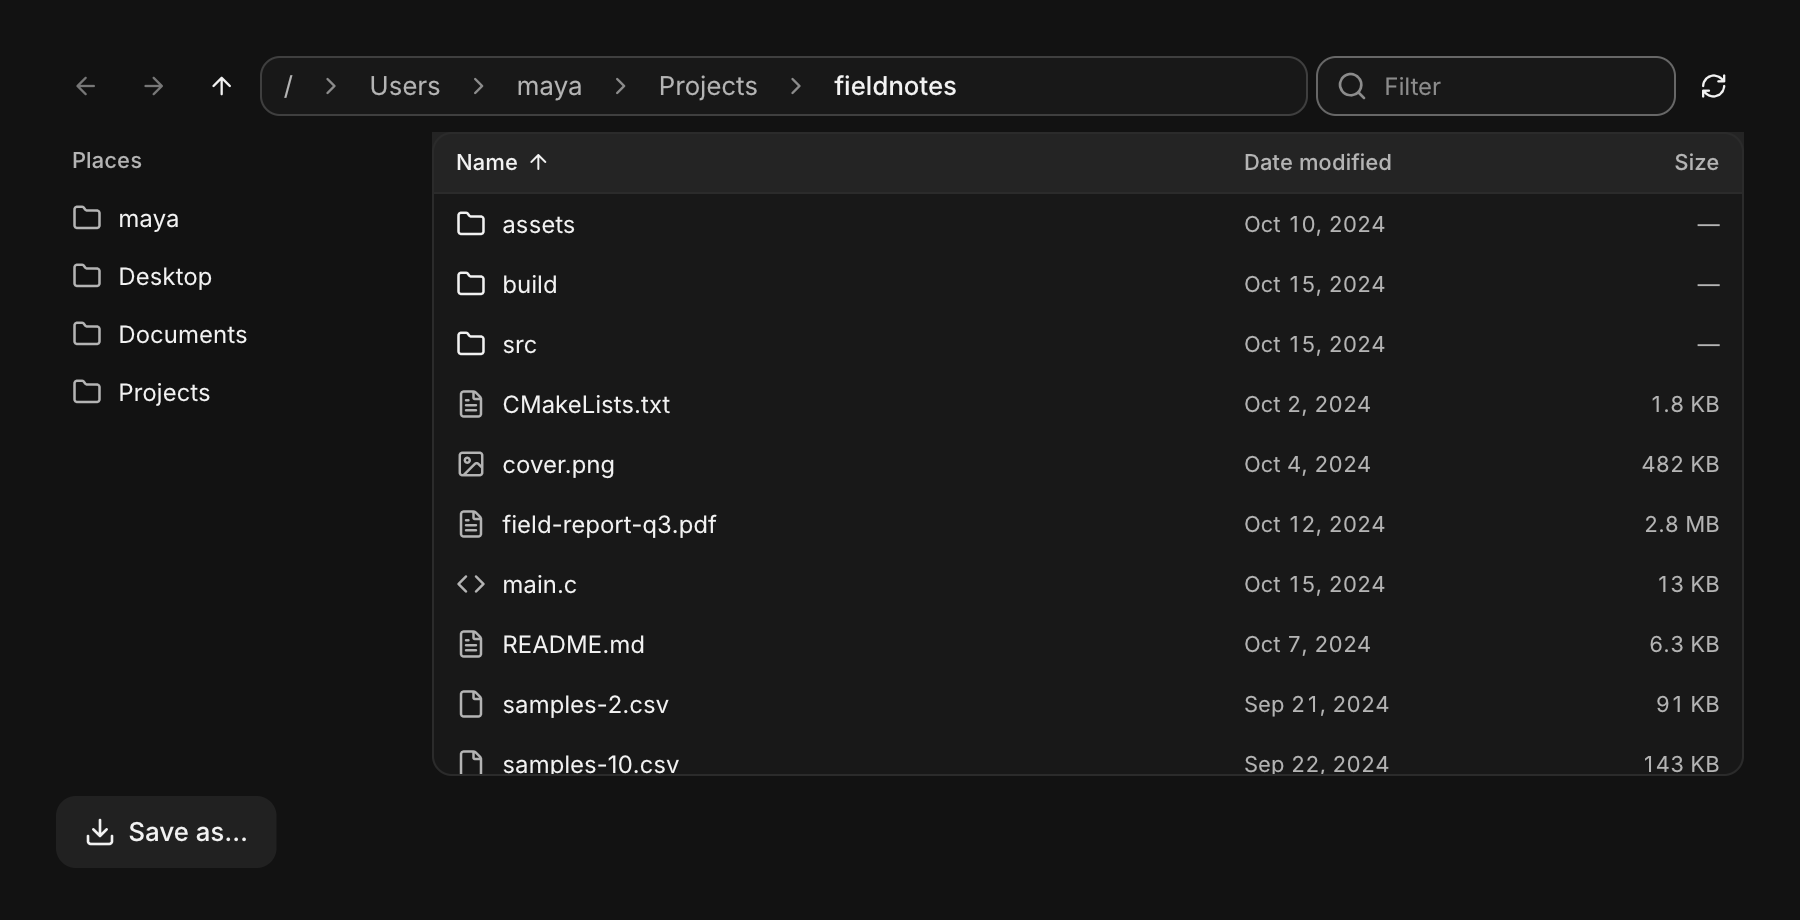 / > Users > maya > Projects > fieldnotes
Filter
Places
maya
Desktop
Documents
Projects
Name ↑ Date modified Size
assets Oct 10, 2024 —
build Oct 15, 2024 —
src Oct 15, 2024 —
CMakeLists.txt Oct 2, 2024 1.8 KB
cover.png Oct 4, 2024 482 KB
field-report-q3.pdf Oct 12, 2024 2.8 MB
main.c Oct 15, 2024 13 KB
README.md Oct 7, 2024 6.3 KB
samples-2.csv Sep 21, 2024 91 KB
samples-10.csv Sep 22, 2024 143 KB
Save as...